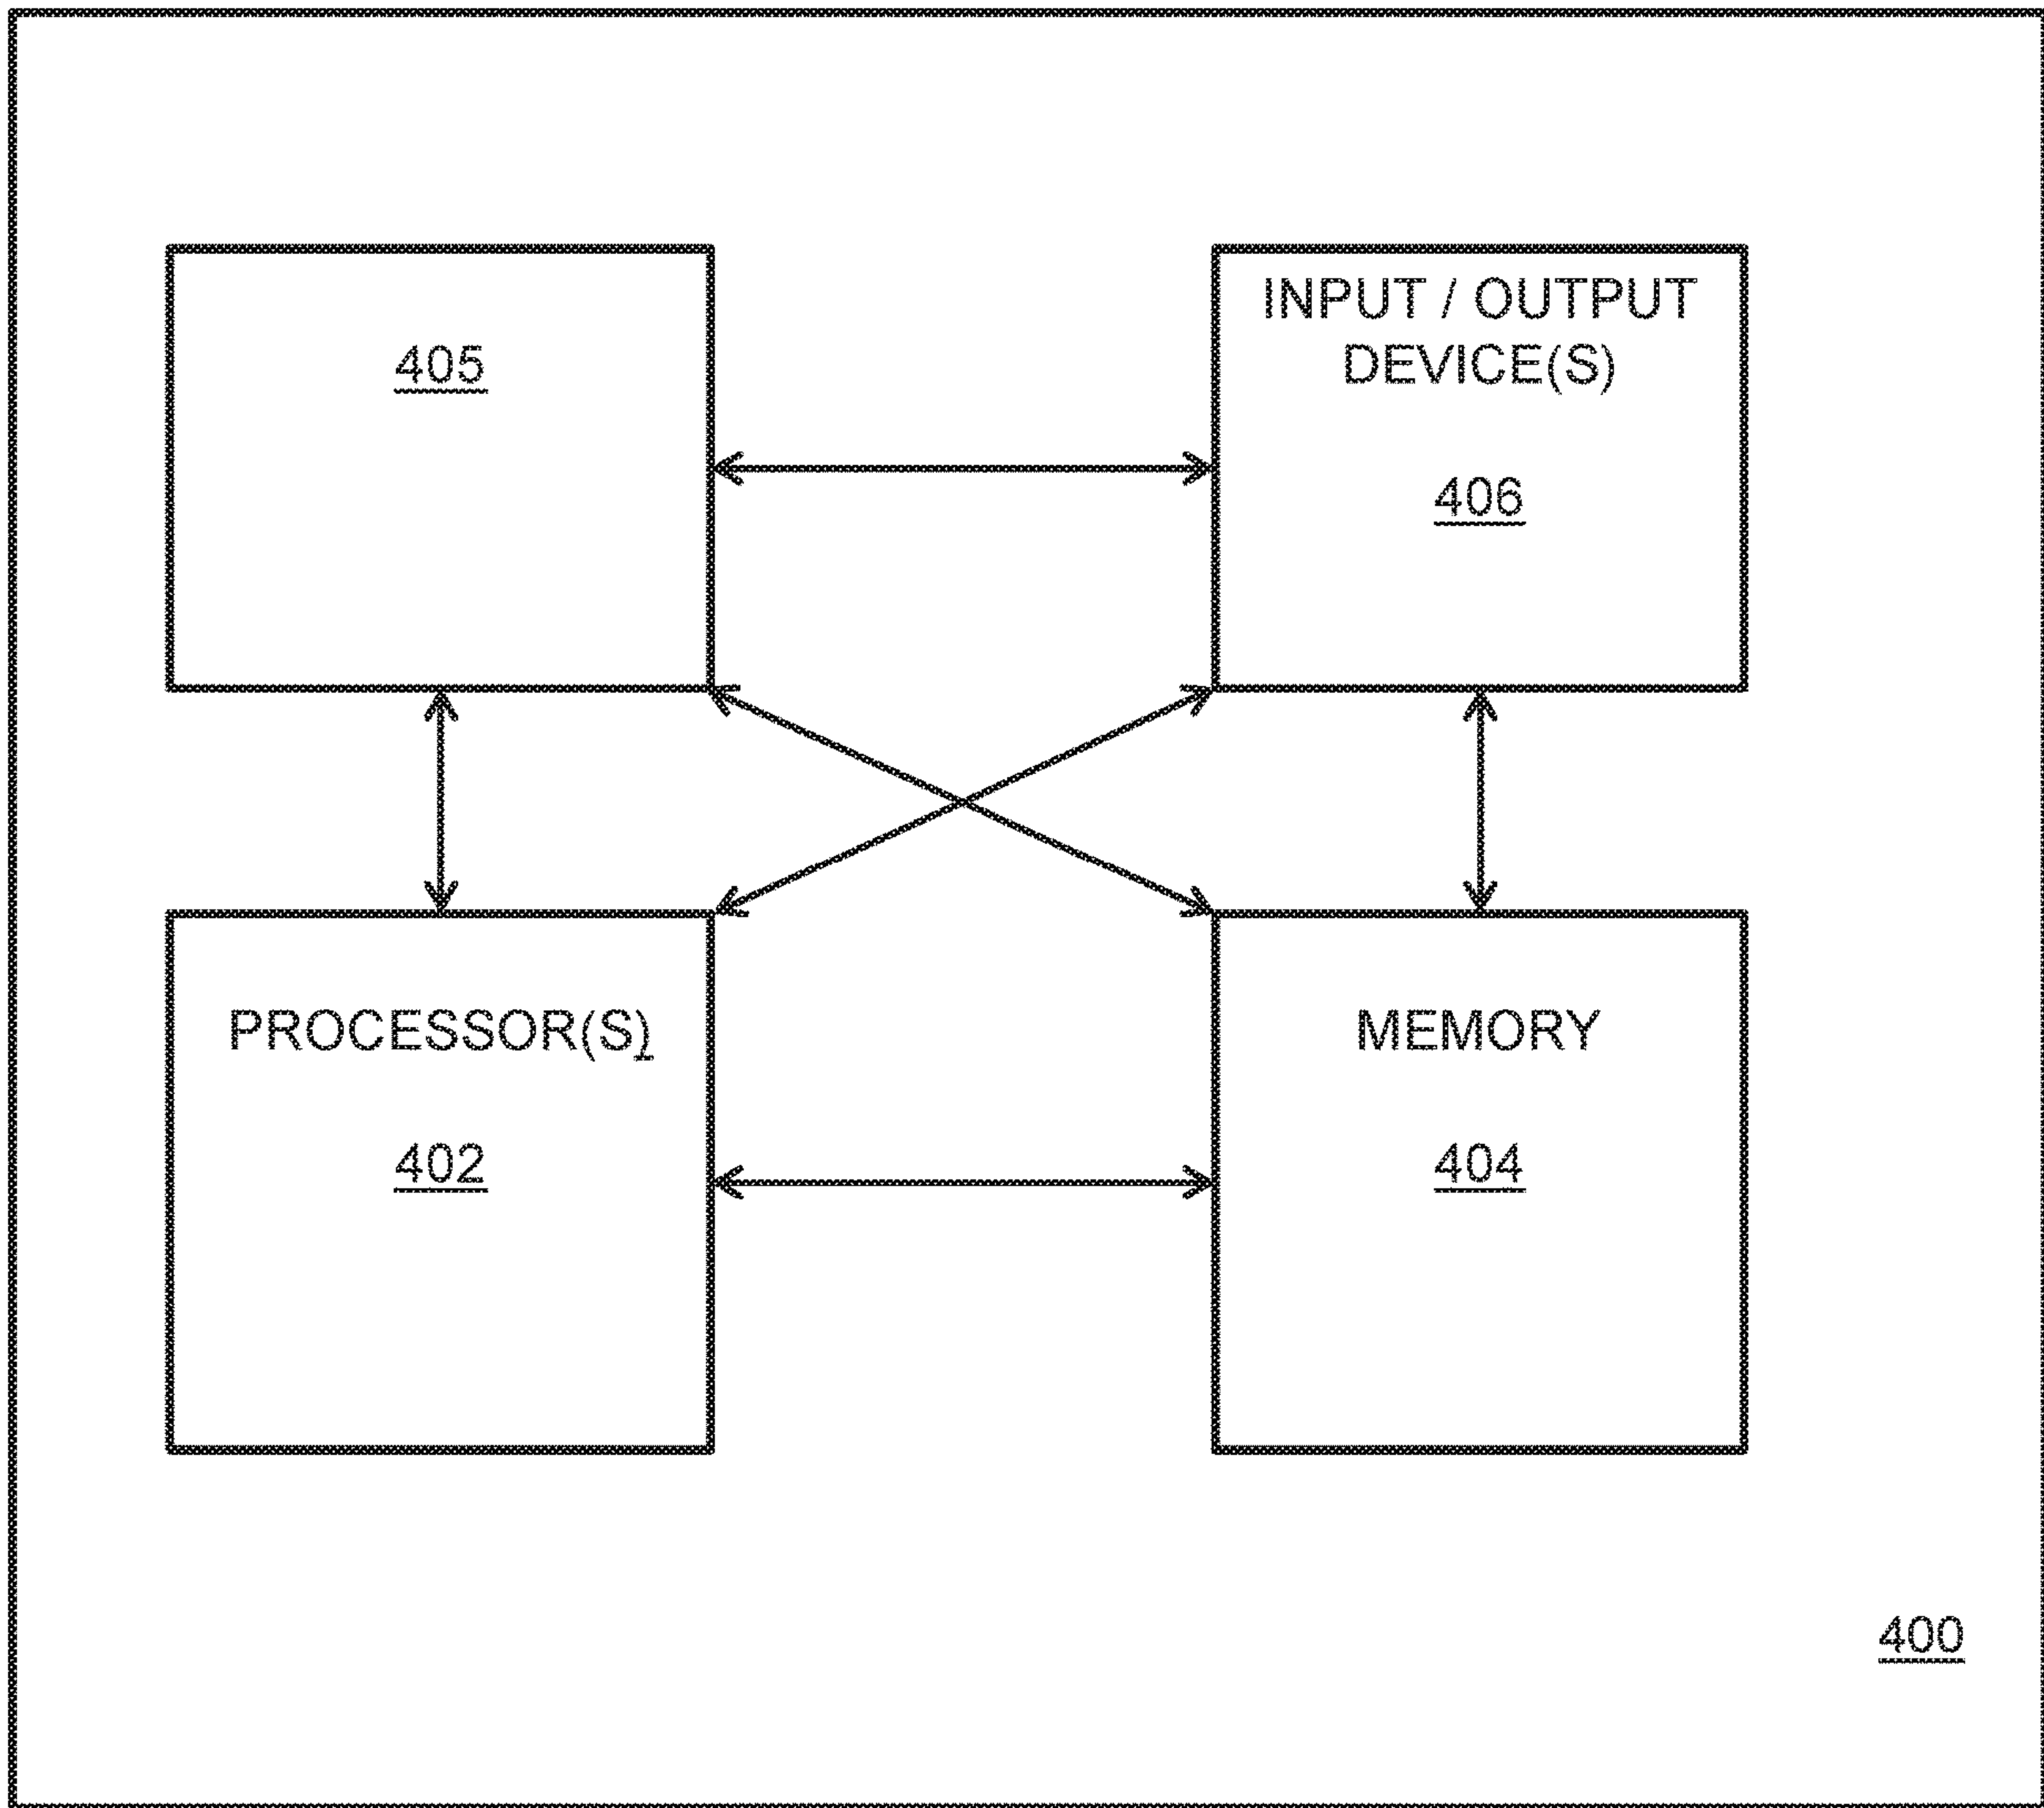 405
INPUT / OUTPUT
DEVICE(S)
406
PROCESSOR(S)
402
MEMORY
404
400